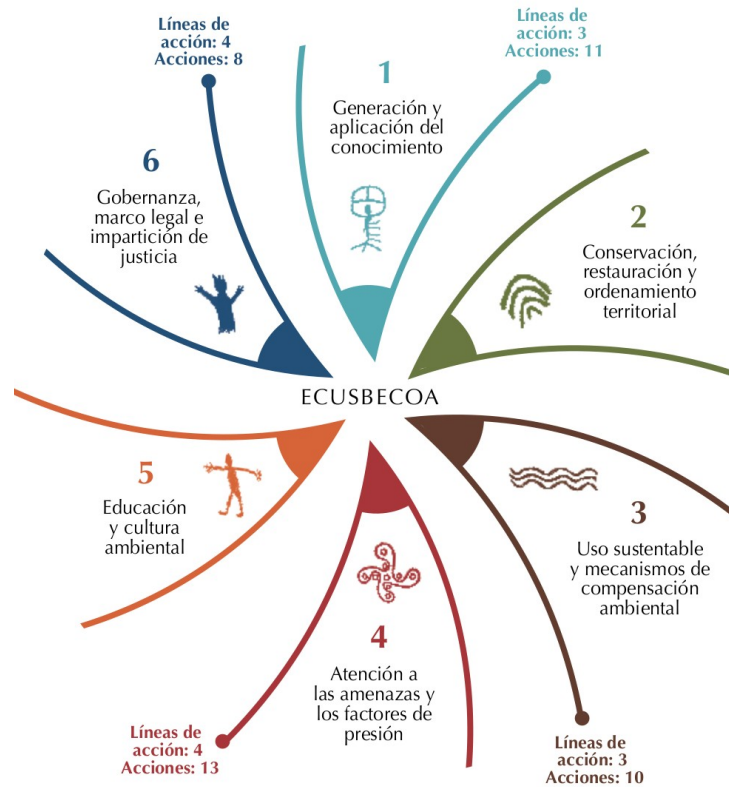 Líneas de
acción: 4
Acciones: 8
Líneas de
acción: 3
Acciones: 11
1
Generación y
aplicación del
conocimiento
6
Gobernanza,
marco legal e
impartición de
justicia
2
Conservación,
restauración y
ordenamiento
territorial
ECUSBECOA
5
Educación
y cultura
ambiental
3
Uso sustentable
y mecanismos de
compensación
ambiental
4
Atención a
las amenazas y
los factores de
presión
Líneas de
acción: 4
Acciones: 13
Líneas de
acción: 3
Acciones: 10